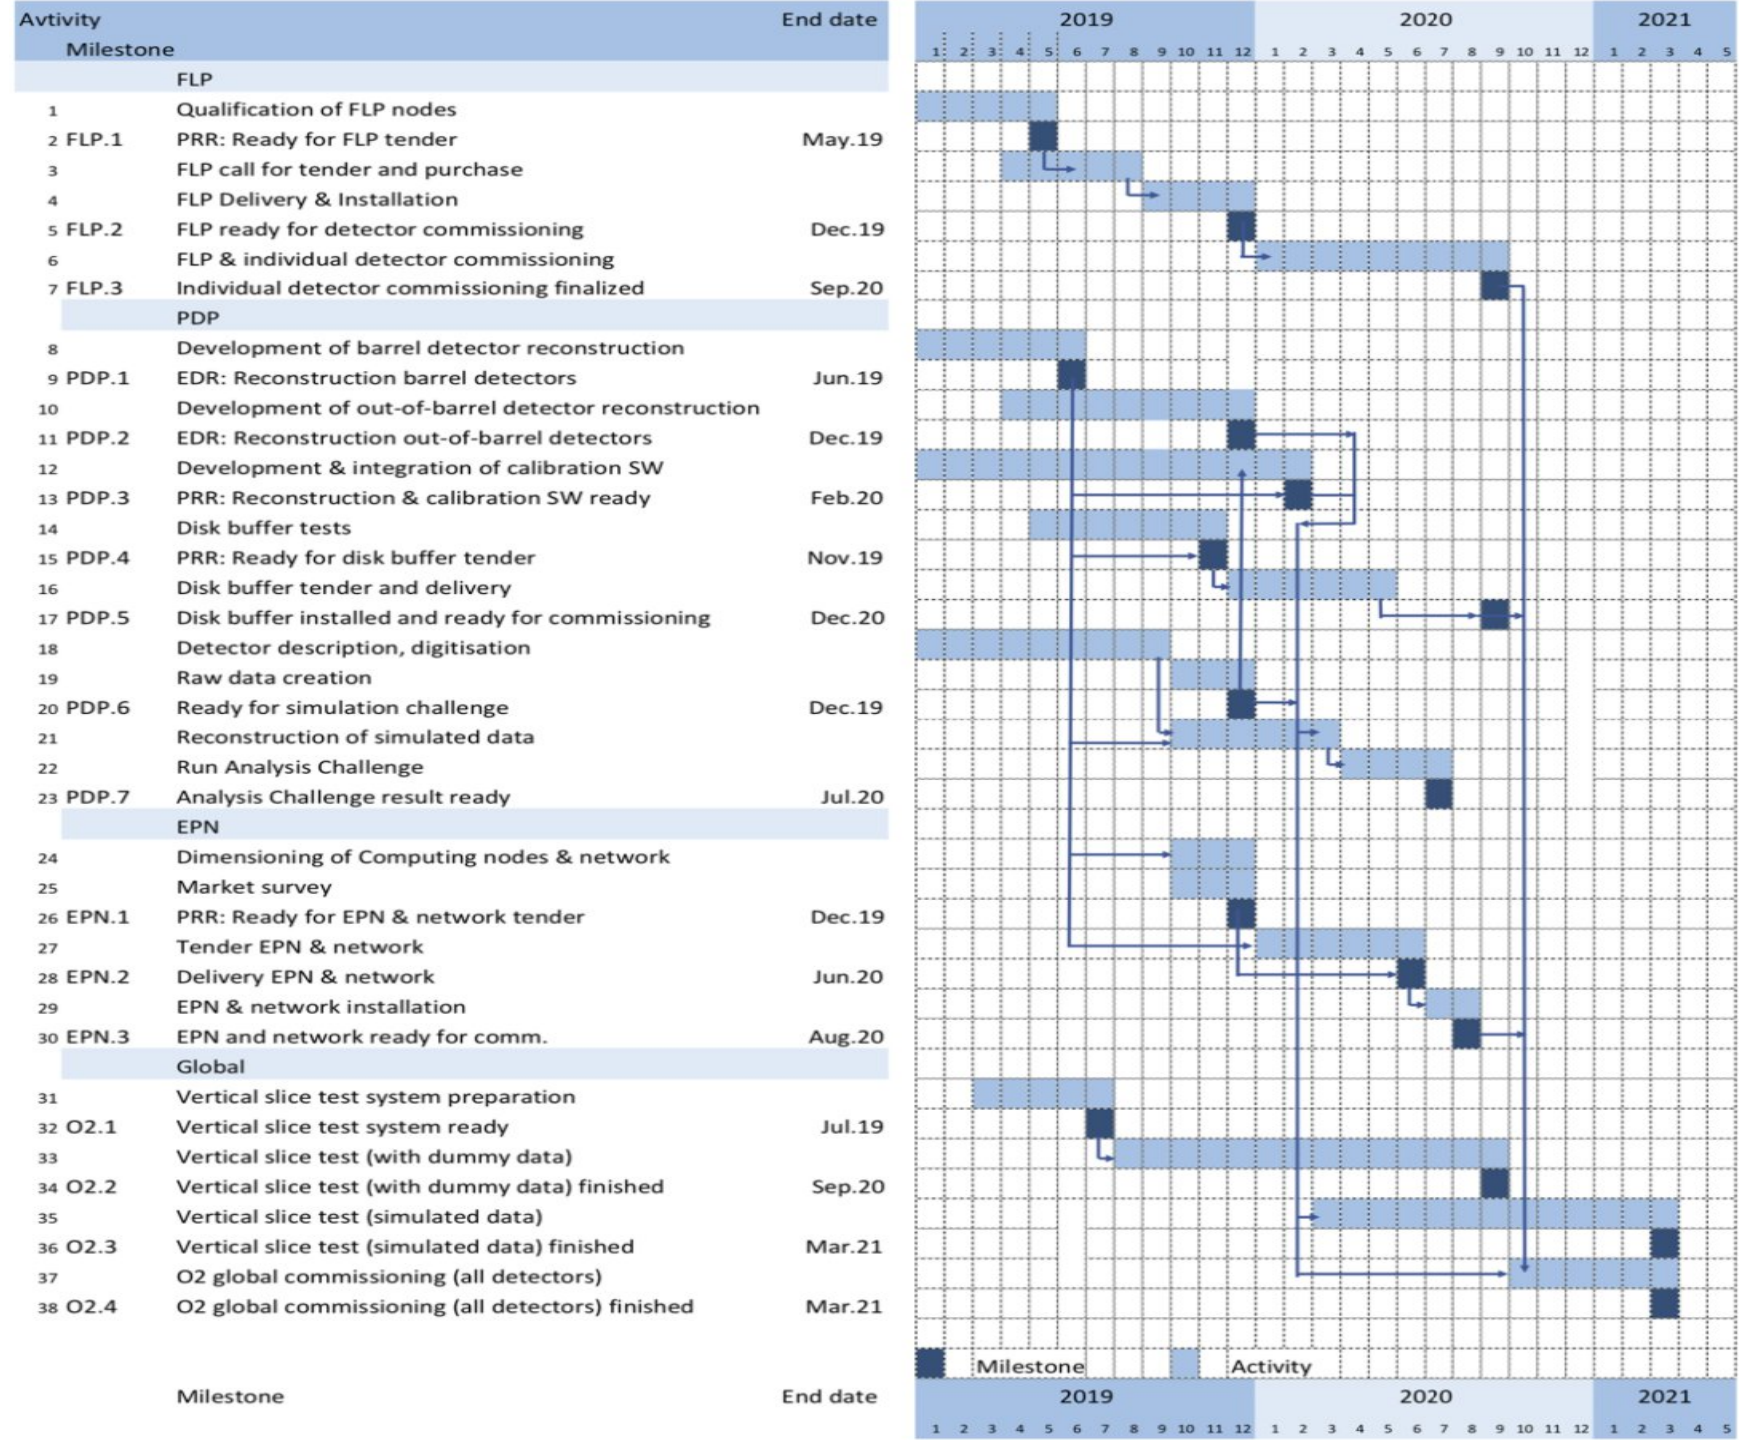 Avtivity End date 2019 2020 2021
Milestone 1 2 3 4 5 6 7 8 9 10 11 12 1 2 3 4 5 6 7 8 9 10 11 12 1 2 3 4 5
FLP
1 Qualification of FLP nodes
2 FLP.1 PRR: Ready for FLP tender May.19
3 FLP call for tender and purchase
4 FLP Delivery & Installation
5 FLP.2 FLP ready for detector commissioning Dec.19
6 FLP & individual detector commissioning
7 FLP.3 Individual detector commissioning finalized Sep.20
PDP
8 Development of barrel detector reconstruction
9 PDP.1 EDR: Reconstruction barrel detectors Jun.19
10 Development of out-of-barrel detector reconstruction
11 PDP.2 EDR: Reconstruction out-of-barrel detectors Dec.19
12 Development & integration of calibration SW
13 PDP.3 PRR: Reconstruction & calibration SW ready Feb.20
14 Disk buffer tests
15 PDP.4 PRR: Ready for disk buffer tender Nov.19
16 Disk buffer tender and delivery
17 PDP.5 Disk buffer installed and ready for commissioning Dec.20
18 Detector description, digitisation
19 Raw data creation
20 PDP.6 Ready for simulation challenge Dec.19
21 Reconstruction of simulated data
22 Run Analysis Challenge
23 PDP.7 Analysis Challenge result ready Jul.20
EPN
24 Dimensioning of Computing nodes & network
25 Market survey
26 EPN.1 PRR: Ready for EPN & network tender Dec.19
27 Tender EPN & network
28 EPN.2 Delivery EPN & network Jun.20
29 EPN & network installation
30 EPN.3 EPN and network ready for comm. Aug.20
Global
31 Vertical slice test system preparation
32 O2.1 Vertical slice test system ready Jul.19
33 Vertical slice test (with dummy data)
34 O2.2 Vertical slice test (with dummy data) finished Sep.20
35 Vertical slice test (simulated data)
36 O2.3 Vertical slice test (simulated data) finished Mar.21
37 O2 global commissioning (all detectors)
38 O2.4 O2 global commissioning (all detectors) finished Mar.21
Milestone Activity
Milestone End date 2019 2020 2021
1 2 3 4 5 6 7 8 9 10 11 12 1 2 3 4 5 6 7 8 9 10 11 12 1 2 3 4 5